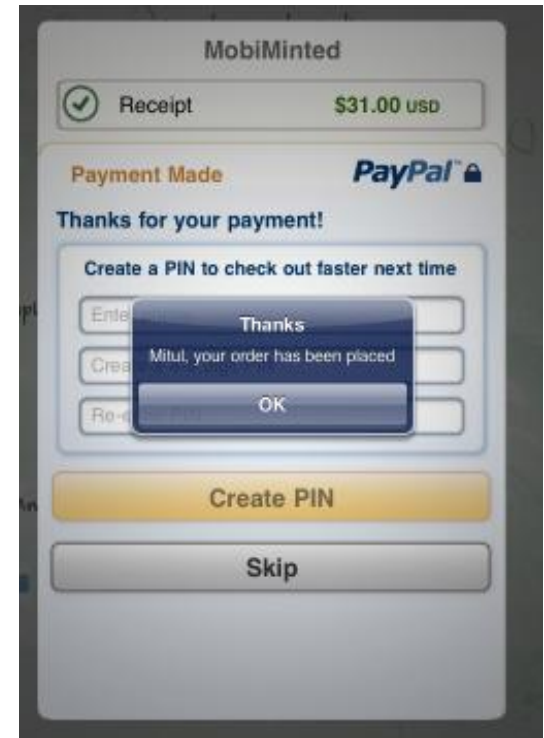 MobiMinted
Receipt $31.00 USD
Payment Made PayPal™
Thanks for your payment!
Create a PIN to check out faster next time
Thanks
Mitul, your order has been placed
OK
Create PIN
Skip